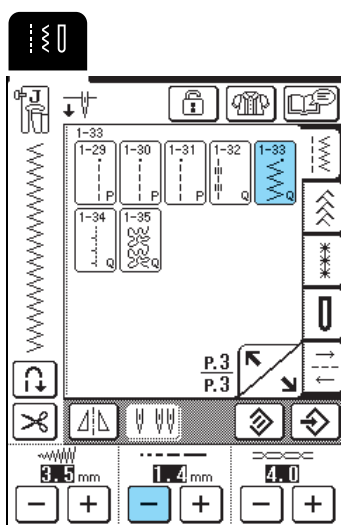 J
1-33
1-29 1-30 1-31 1-32 1-33
P P P Q Q
1-34 1-35
Q Q
P.3
P.3
3.5 mm 1.4 mm 4.0
- + - + - +